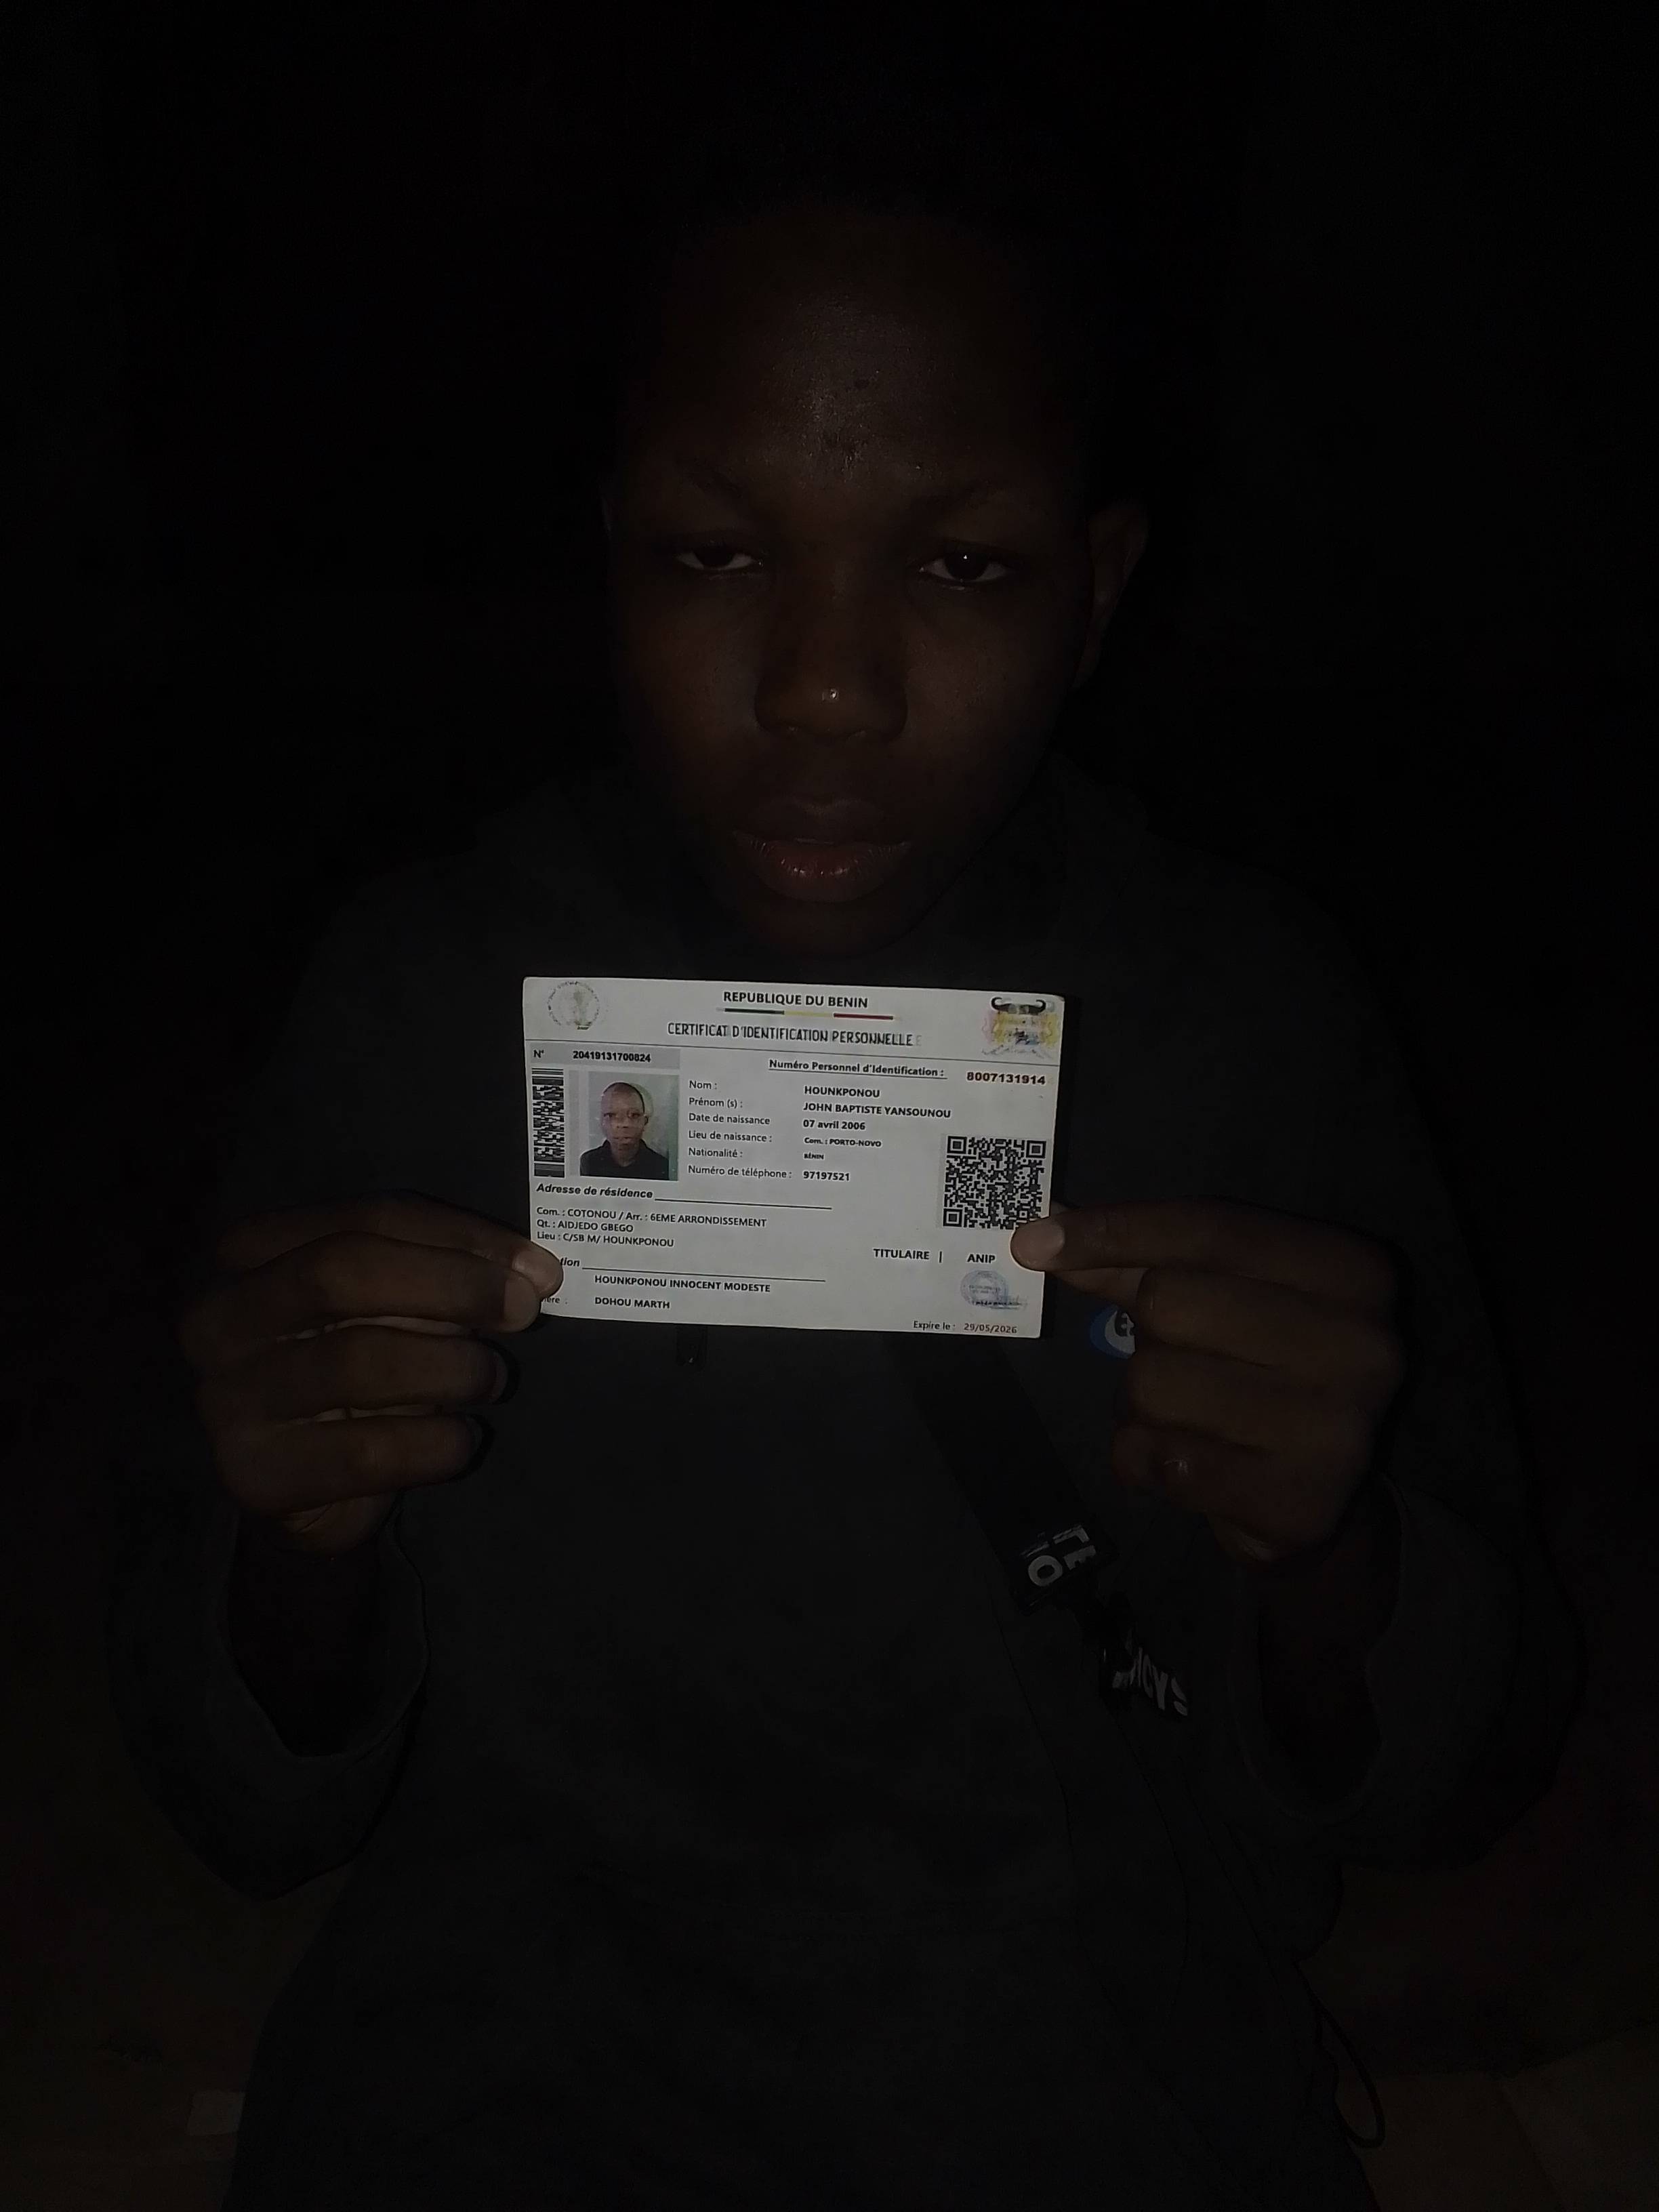 REPUBLIQUE DU BENIN
CERTIFICAT D'IDENTIFICATION PERSONNELLE
N° 20419131700824
Numéro Personnel d'Identification : 8007131914
Nom : HOUNKPONOU
Prénom (s) : JOHN BAPTISTE YANSOUNOU
Date de naissance 07 avril 2006
Lieu de naissance : Com. : PORTO-NOVO
Nationalité : BÉNIN
Numéro de téléphone : 97197521
Adresse de résidence
Com. : COTONOU / Arr. : 6EME ARRONDISSEMENT
Qt. : AIDJEDO GBEGO
Lieu : C/SB M/ HOUNKPONOU
TITULAIRE | ANIP
tion
HOUNKPONOU INNOCENT MODESTE
ère : DOHOU MARTH
Expire le : 29/05/2026